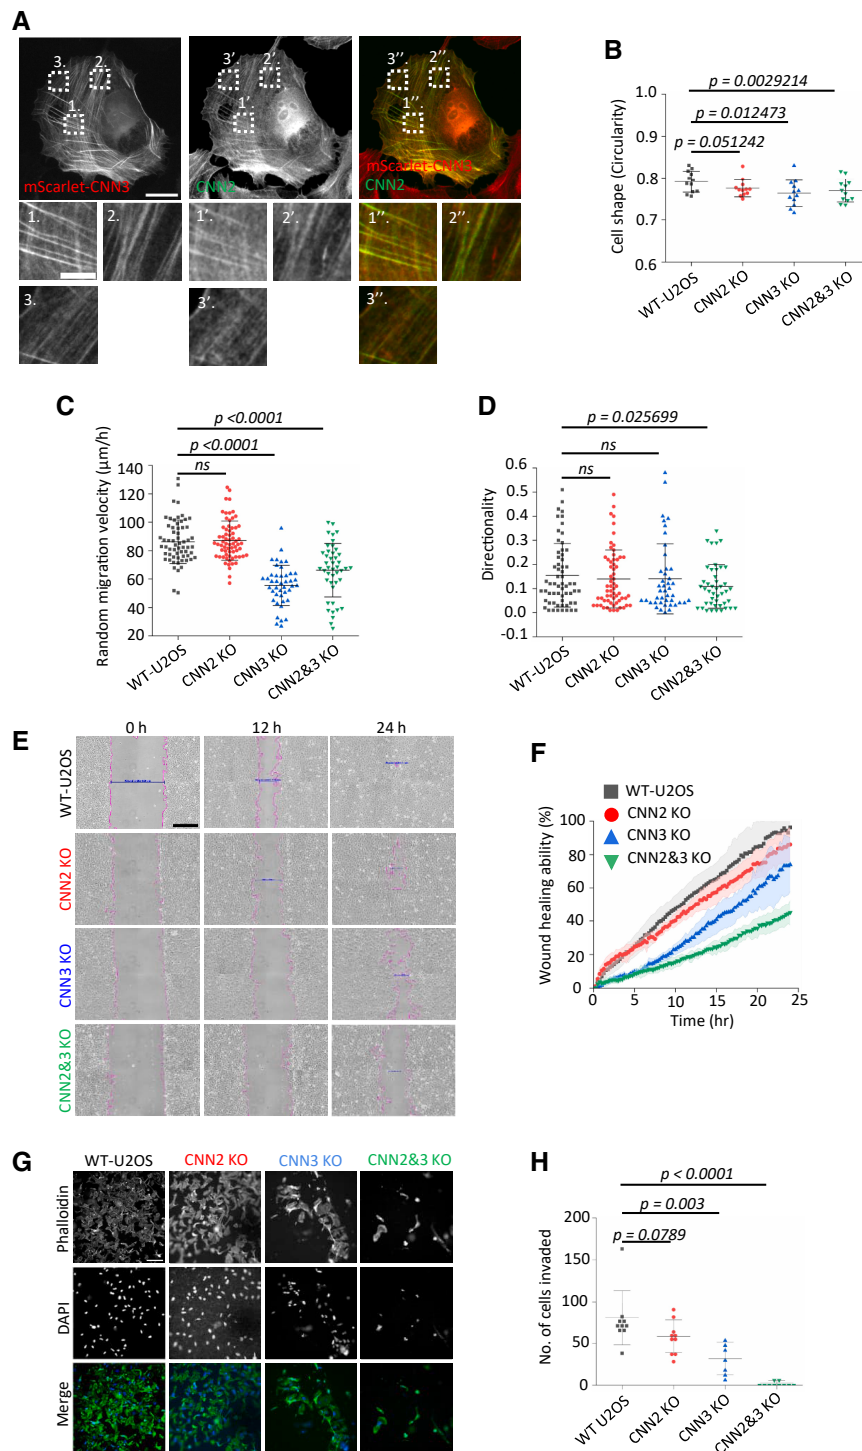 A
3.
2.
1.
mScarlet-CNN3
3'.
2'.
1'.
CNN2
3''.
2''.
1''.
mScarlet-CNN3
CNN2
1.
2.
1'.
2'.
1''.
2''.
3.
3'.
3''.
B
p = 0.0029214
p = 0.012473
p = 0.051242
Cell shape (Circularity)
1.0
0.9
0.8
0.7
0.6
WT-U2OS
CNN2 KO
CNN3 KO
CNN2&3 KO
C
p <0.0001
p <0.0001
ns
Random migration velocity (µm/h)
140
120
100
80
60
40
20
WT-U2OS
CNN2 KO
CNN3 KO
CNN2&3 KO
D
p = 0.025699
ns
ns
Directionality
0.6
0.5
0.4
0.3
0.2
0.1
0.0
-0.1
WT-U2OS
CNN2 KO
CNN3 KO
CNN2&3 KO
E
0 h
12 h
24 h
WT-U2OS
CNN2 KO
CNN3 KO
CNN2&3 KO
F
WT-U2OS
CNN2 KO
CNN3 KO
CNN2&3 KO
Wound healing ability (%)
100
80
60
40
20
0
0
5
10
15
20
25
Time (hr)
G
WT-U2OS
CNN2 KO
CNN3 KO
CNN2&3 KO
Phalloidin
DAPI
Merge
H
p < 0.0001
p = 0.003
p = 0.0789
No. of cells invaded
200
150
100
50
0
WT U2OS
CNN2 KO
CNN3 KO
CNN2&3 KO